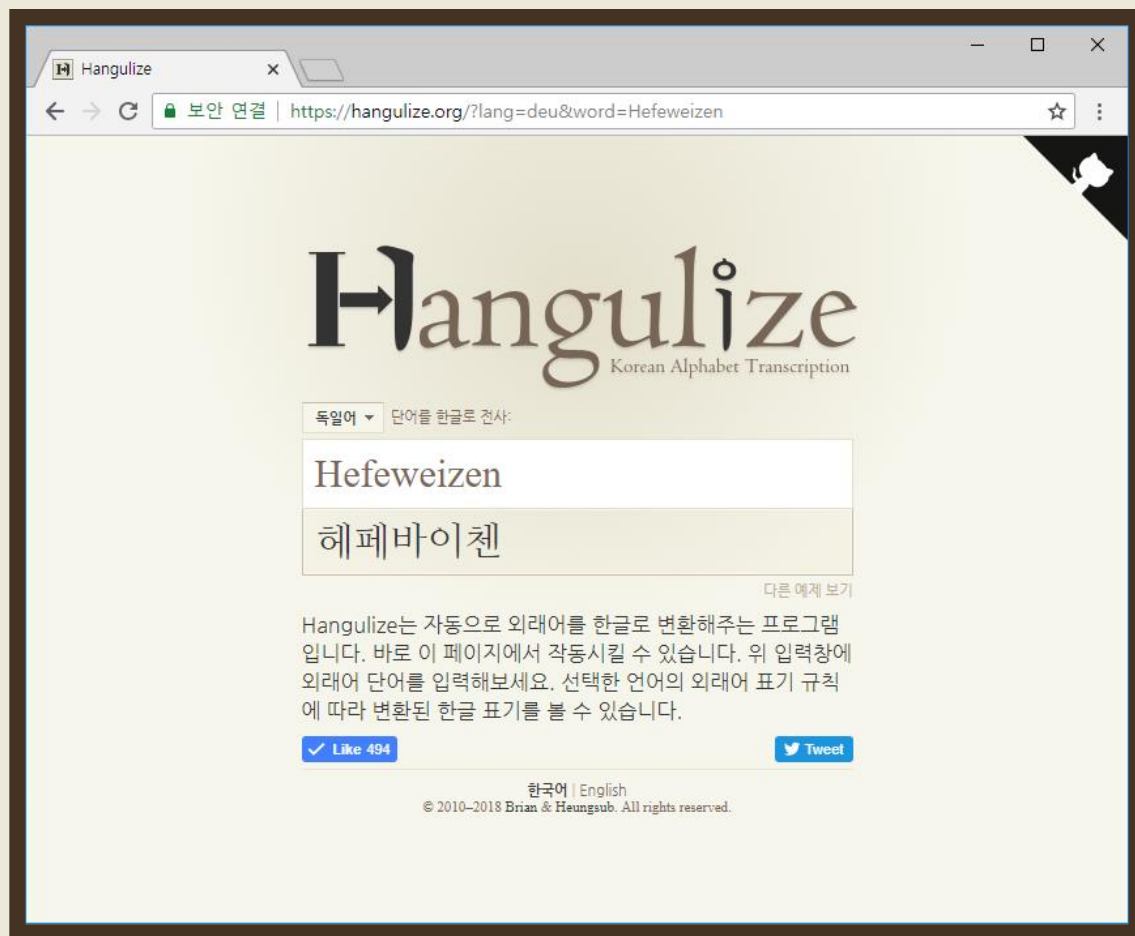 Hangulize
보안 연결 | https://hangulize.org/?lang=deu&word=Hefeweizen
Hangulize
Korean Alphabet Transcription
독일어 단어를 한글로 전사:
Hefeweizen
헤페바이첸
다른 예제 보기
Hangulize는 자동으로 외래어를 한글로 변환해주는 프로그램
입니다. 바로 이 페이지에서 작동시킬 수 있습니다. 위 입력창에
외래어 단어를 입력해보세요. 선택한 언어의 외래어 표기 규칙
에 따라 변환된 한글 표기를 볼 수 있습니다.
Like 494
Tweet
한국어 | English
© 2010–2018 Brian & Heungsub. All rights reserved.